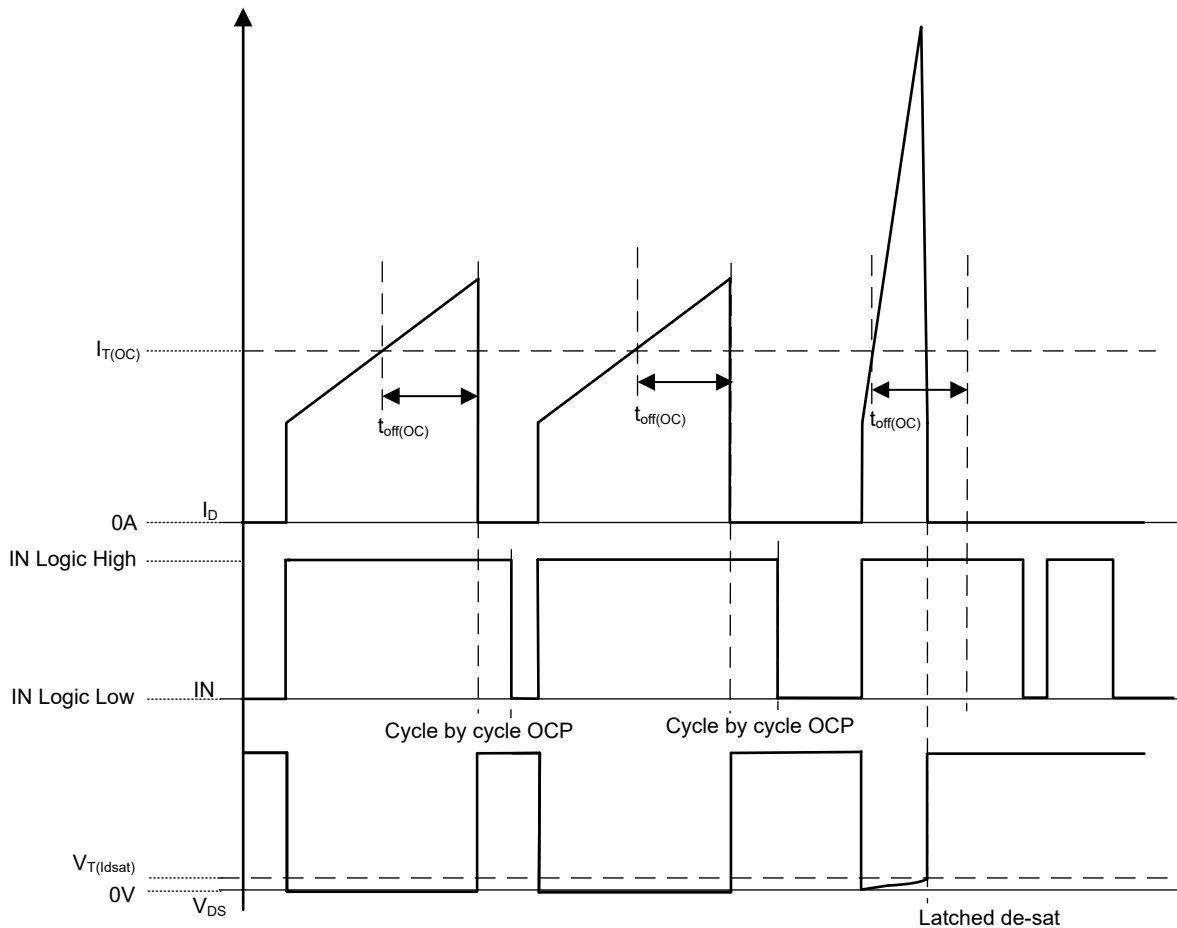 I_T(OC)
t_off(OC)
t_off(OC)
t_off(OC)
0A
I_D
IN Logic High
IN Logic Low
IN
Cycle by cycle OCP
Cycle by cycle OCP
V_T(Idsat)
0V
V_DS
Latched de-sat